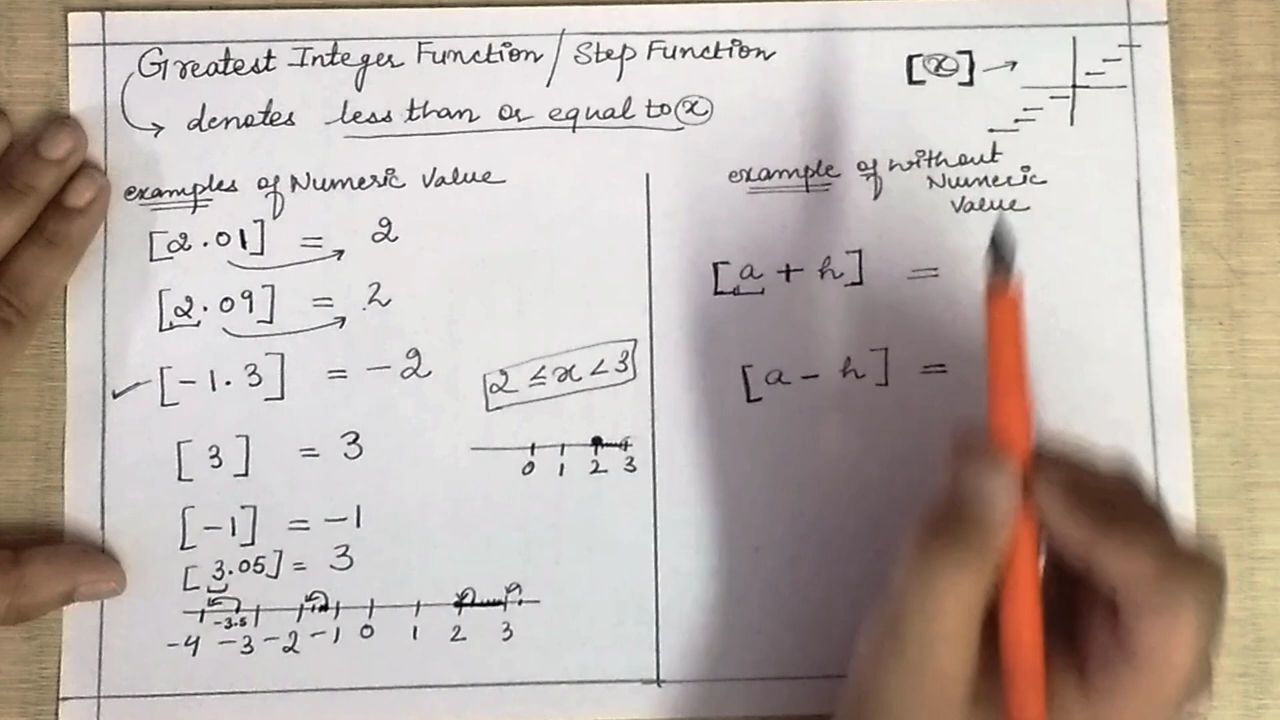 Greatest Integer Function / Step Function
[x] →
denotes less than or equal to x
examples of Numeric Value
[2.01] = 2
[2.09] = 2
[-1.3] = -2
2 ≤ x < 3
[3] = 3
0 1 2 3
[-1] = -1
[3.05] = 3
-3.5
-4 -3 -2 -1 0 1 2 3
example of without
Numeric
Value
[a + h] =
[a - h] =